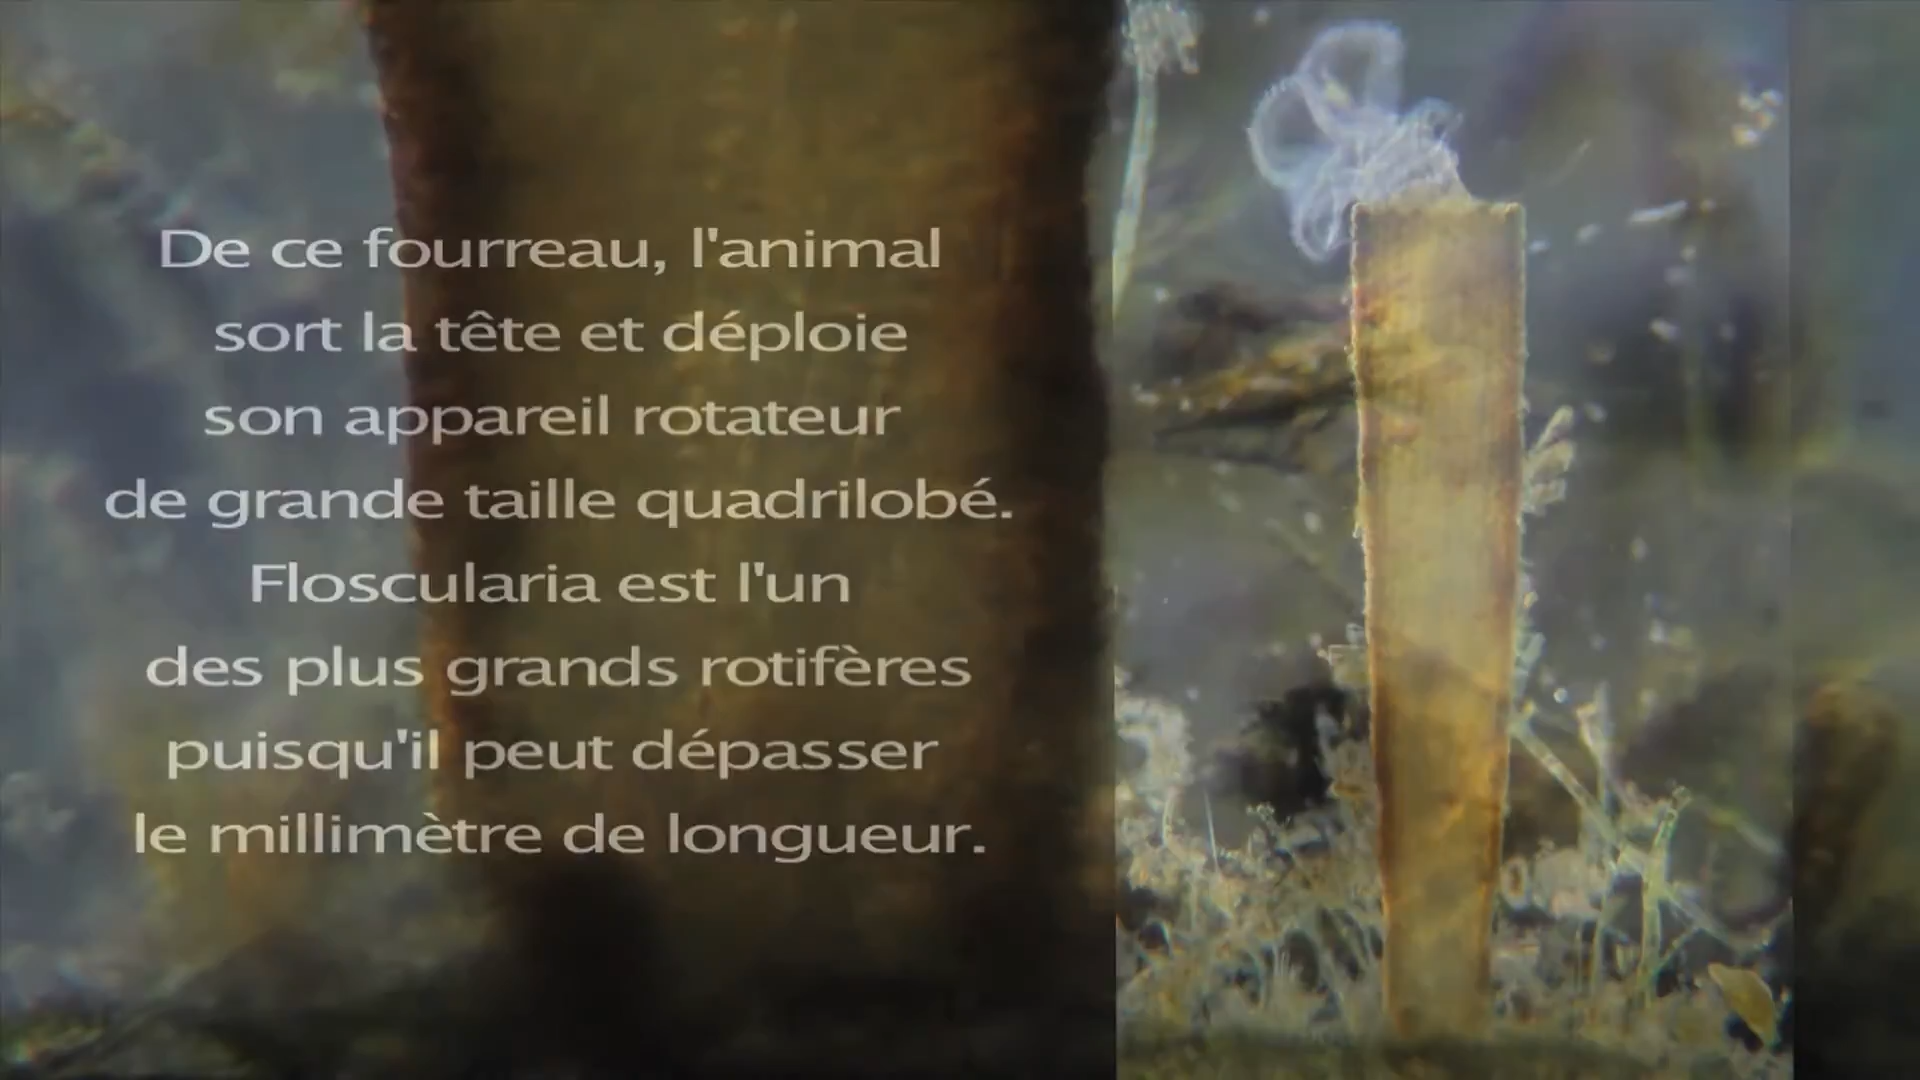 De ce fourreau, l'animal
sort la tête et déploie
son appareil rotateur
de grande taille quadrilobé.
Floscularia est l'un
des plus grands rotifères
puisqu'il peut dépasser
le millimètre de longueur.